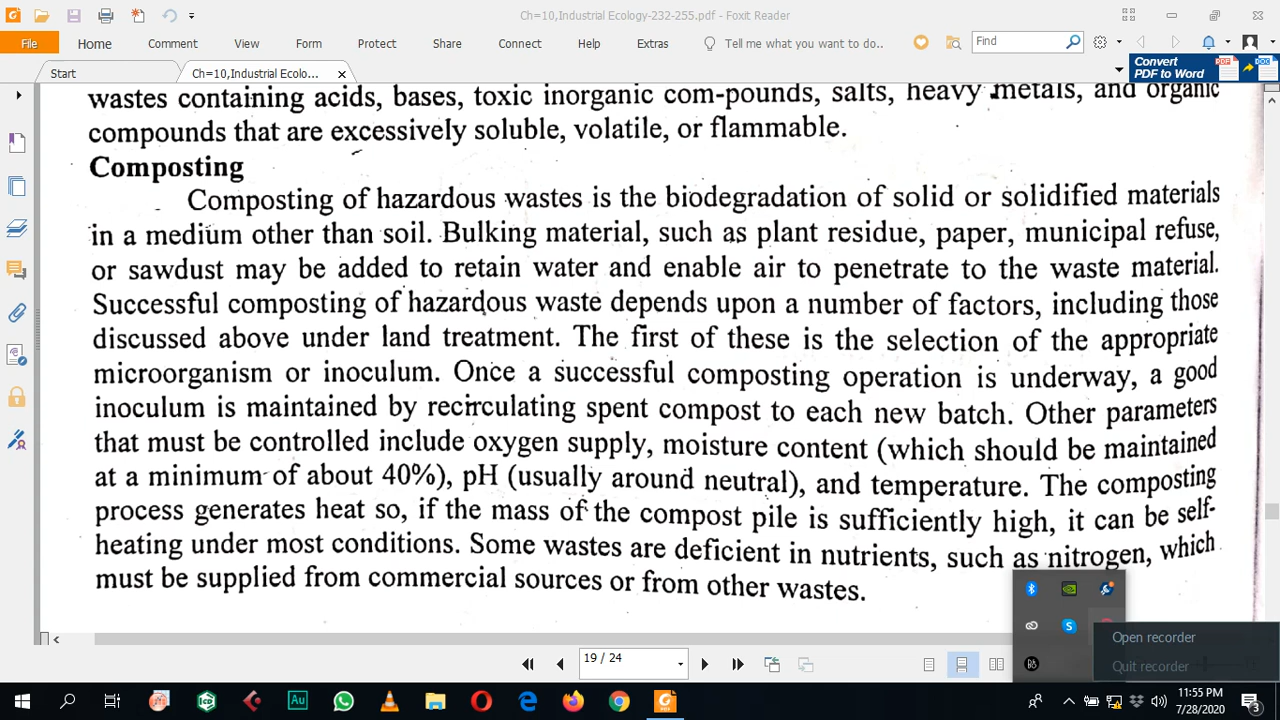 Ch=10,Industrial Ecology-232-255.pdf - Foxit Reader
File Home Comment View Form Protect Share Connect Help Extras Tell me what you want to do.. Find
Start Ch=10,Industrial Ecolo... Convert PDF to Word PDF DOC
wastes containing acids, bases, toxic inorganic com-pounds, salts, heavy metals, and organic
compounds that are excessively soluble, volatile, or flammable.
Composting
Composting of hazardous wastes is the biodegradation of solid or solidified materials
in a medium other than soil. Bulking material, such as plant residue, paper, municipal refuse,
or sawdust may be added to retain water and enable air to penetrate to the waste material.
Successful composting of hazardous waste depends upon a number of factors, including those
discussed above under land treatment. The first of these is the selection of the appropriate
microorganism or inoculum. Once a successful composting operation is underway, a good
inoculum is maintained by recirculating spent compost to each new batch. Other parameters
that must be controlled include oxygen supply, moisture content (which should be maintained
at a minimum of about 40%), pH (usually around neutral), and temperature. The composting
process generates heat so, if the mass of the compost pile is sufficiently high, it can be self-
heating under most conditions. Some wastes are deficient in nutrients, such as nitrogen, which
must be supplied from commercial sources or from other wastes.
Open recorder
Quit recorder
19 / 24
Au
11:55 PM
7/28/2020
3